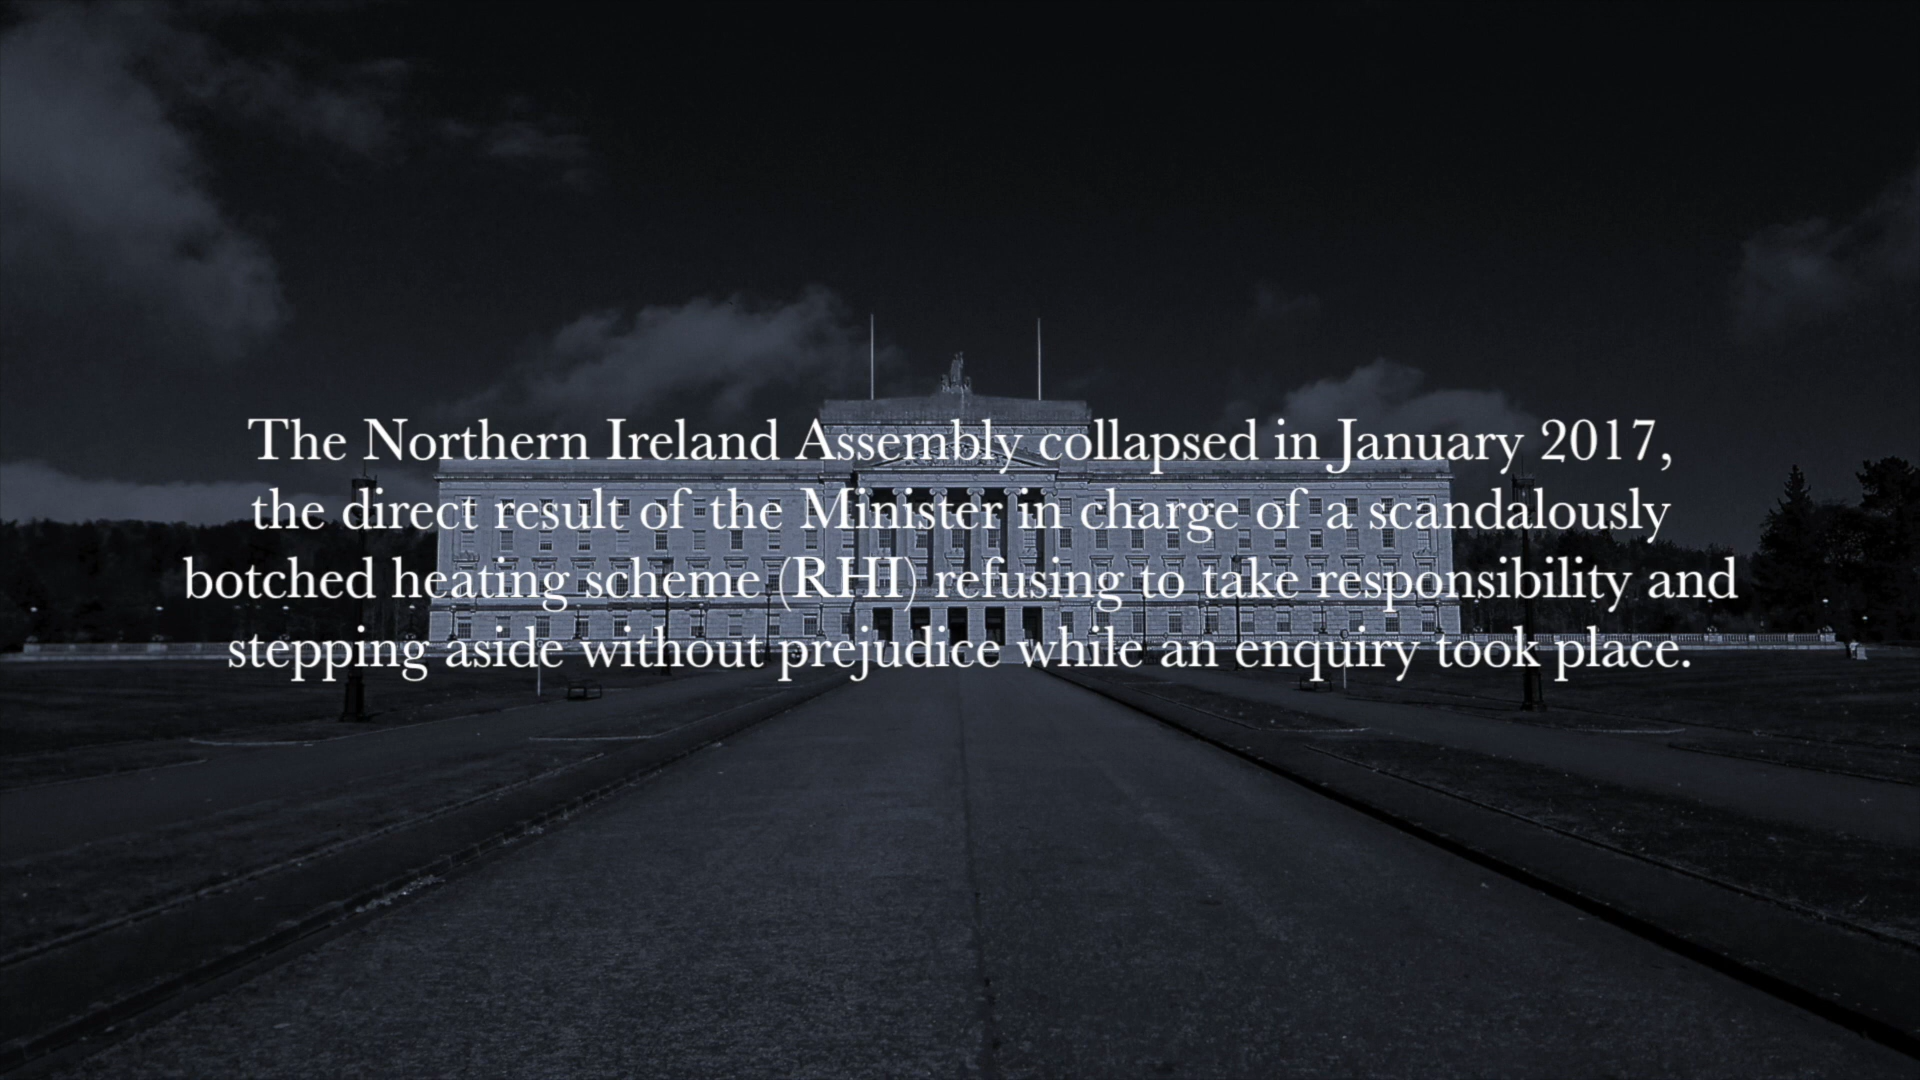 The Northern Ireland Assembly collapsed in January 2017,
the direct result of the Minister in charge of a scandalously
botched heating scheme (RHI) refusing to take responsibility and
stepping aside without prejudice while an enquiry took place.